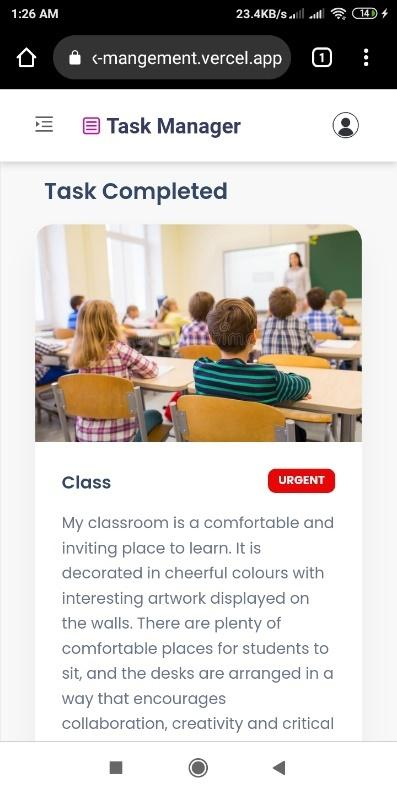 1:26 AM 23.4KB/s 14
-mangement.vercel.app 1
Task Manager
Task Completed
Class URGENT
My classroom is a comfortable and
inviting place to learn. It is
decorated in cheerful colours with
interesting artwork displayed on
the walls. There are plenty of
comfortable places for students to
sit, and the desks are arranged in a
way that encourages
collaboration, creativity and critical